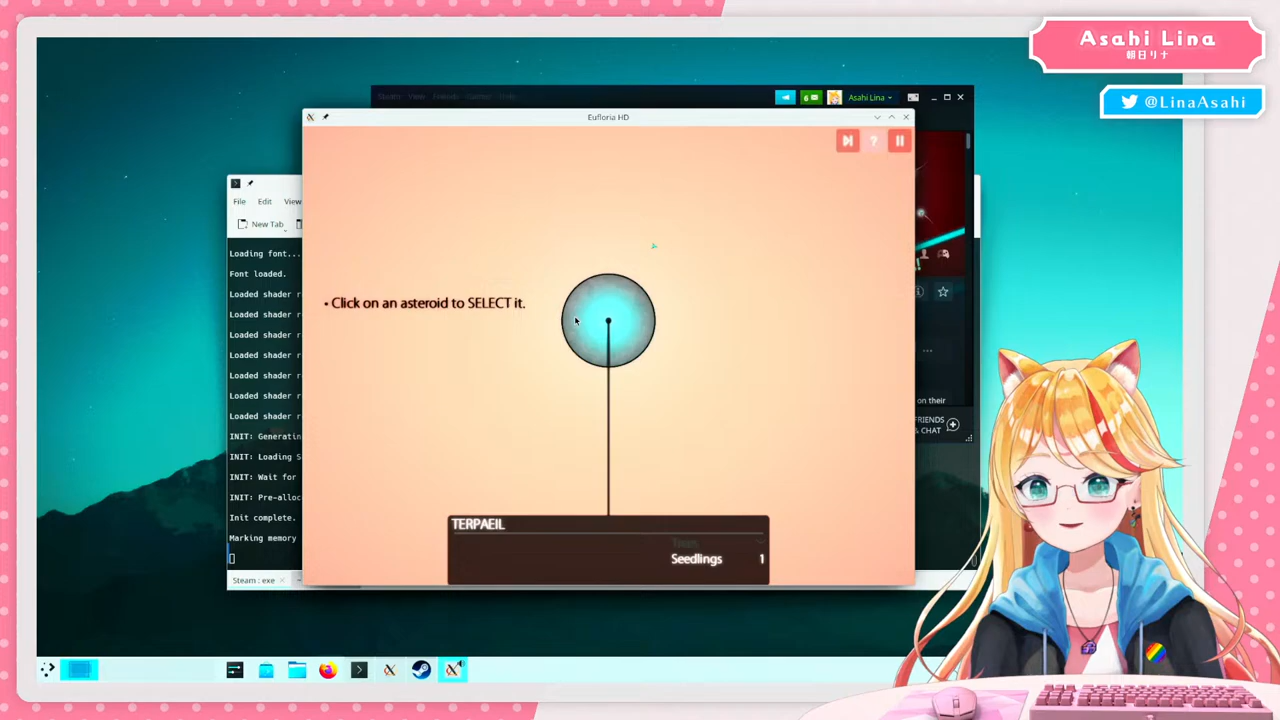 Asahi Lina
朝日リナ
@LinaAsahi
6
Asahi Lina
Eufloria HD
File Edit View
New Tab
Loading font...
Font loaded.
Loaded shader
Loaded shader
Loaded shader
Loaded shader
Loaded shader
Loaded shader
Loaded shader
INIT: Generatin
INIT: Loading S
INIT: Wait for
INIT: Pre-alloc
Init complete.
Marking memory
Steam : exe
• Click on an asteroid to SELECT it.
TERPAEIL
Trees
Seedlings 1
on their
FRIENDS
& CHAT